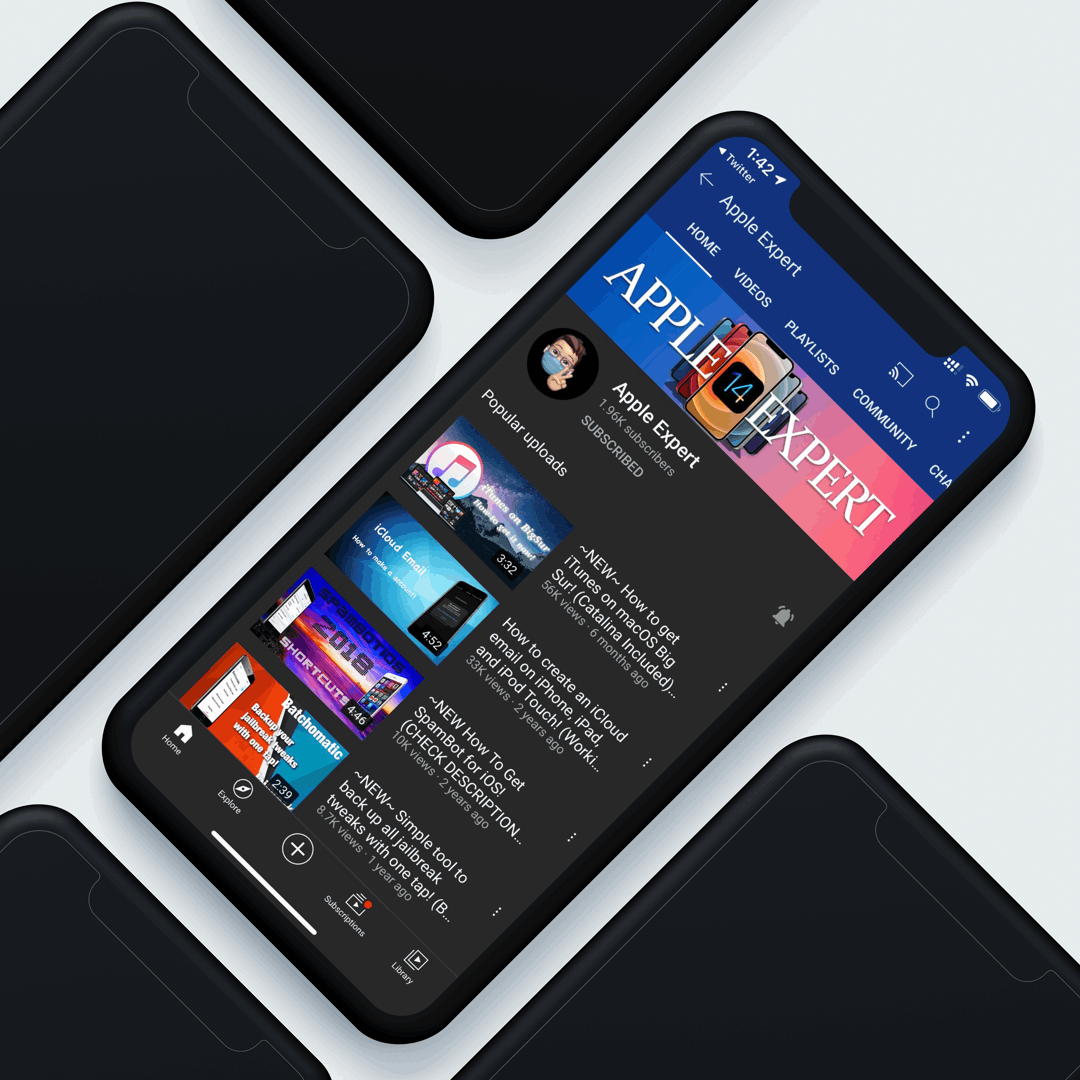 1:42
Twitter
Apple Expert
HOME
VIDEOS
PLAYLISTS
COMMUNITY
CHA
APPLE
14
EXPERT
Apple Expert
1.96K subscribers
SUBSCRIBED
Popular uploads
iTunes on BigSur
How to get it now!
3:32
~NEW~ How to get
iTunes on macOS Big
Sur! (Catalina Included)...
56K views · 6 months ago
iCloud Email
How to make a account!
4:52
How to create an iCloud
email on iPhone, iPad,
and iPod Touch! (Worki...
33K views · 2 years ago
SPAMBOTIOS
2018
SHORTCUTS
4:46
~NEW How To Get
Spambot for iOS!
(CHECK DESCRIPTION...
10K views · 2 years ago
Batchomatic
Backup your
jailbreak tweaks
with one tap!
2:39
~NEW~ Simple tool to
back up all jailbreak
tweaks with one tap! (B...
8.7K views · 1 year ago
Home
Explore
Subscriptions
Library